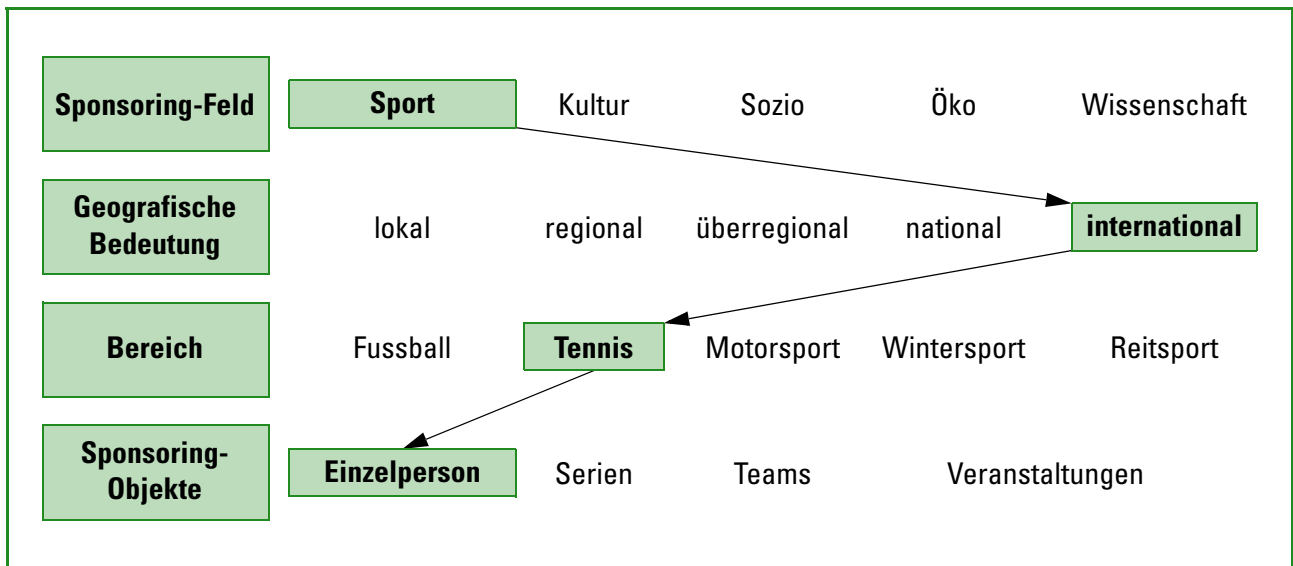 Sponsoring-Feld Sport Kultur Sozio Öko Wissenschaft
Geografische
Bedeutung
lokal regional überregional national international
Bereich Fussball Tennis Motorsport Wintersport Reitsport
Sponsoring-
Objekte
Einzelperson Serien Teams Veranstaltungen